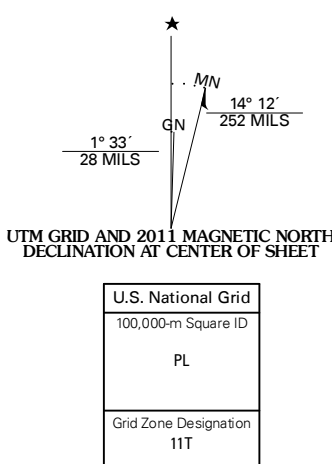 ★
MN
14° 12´
252 MILS
GN
1° 33´
28 MILS
UTM GRID AND 2011 MAGNETIC NORTH
DECLINATION AT CENTER OF SHEET
U.S. National Grid
100,000-m Square ID
PL
Grid Zone Designation
11T